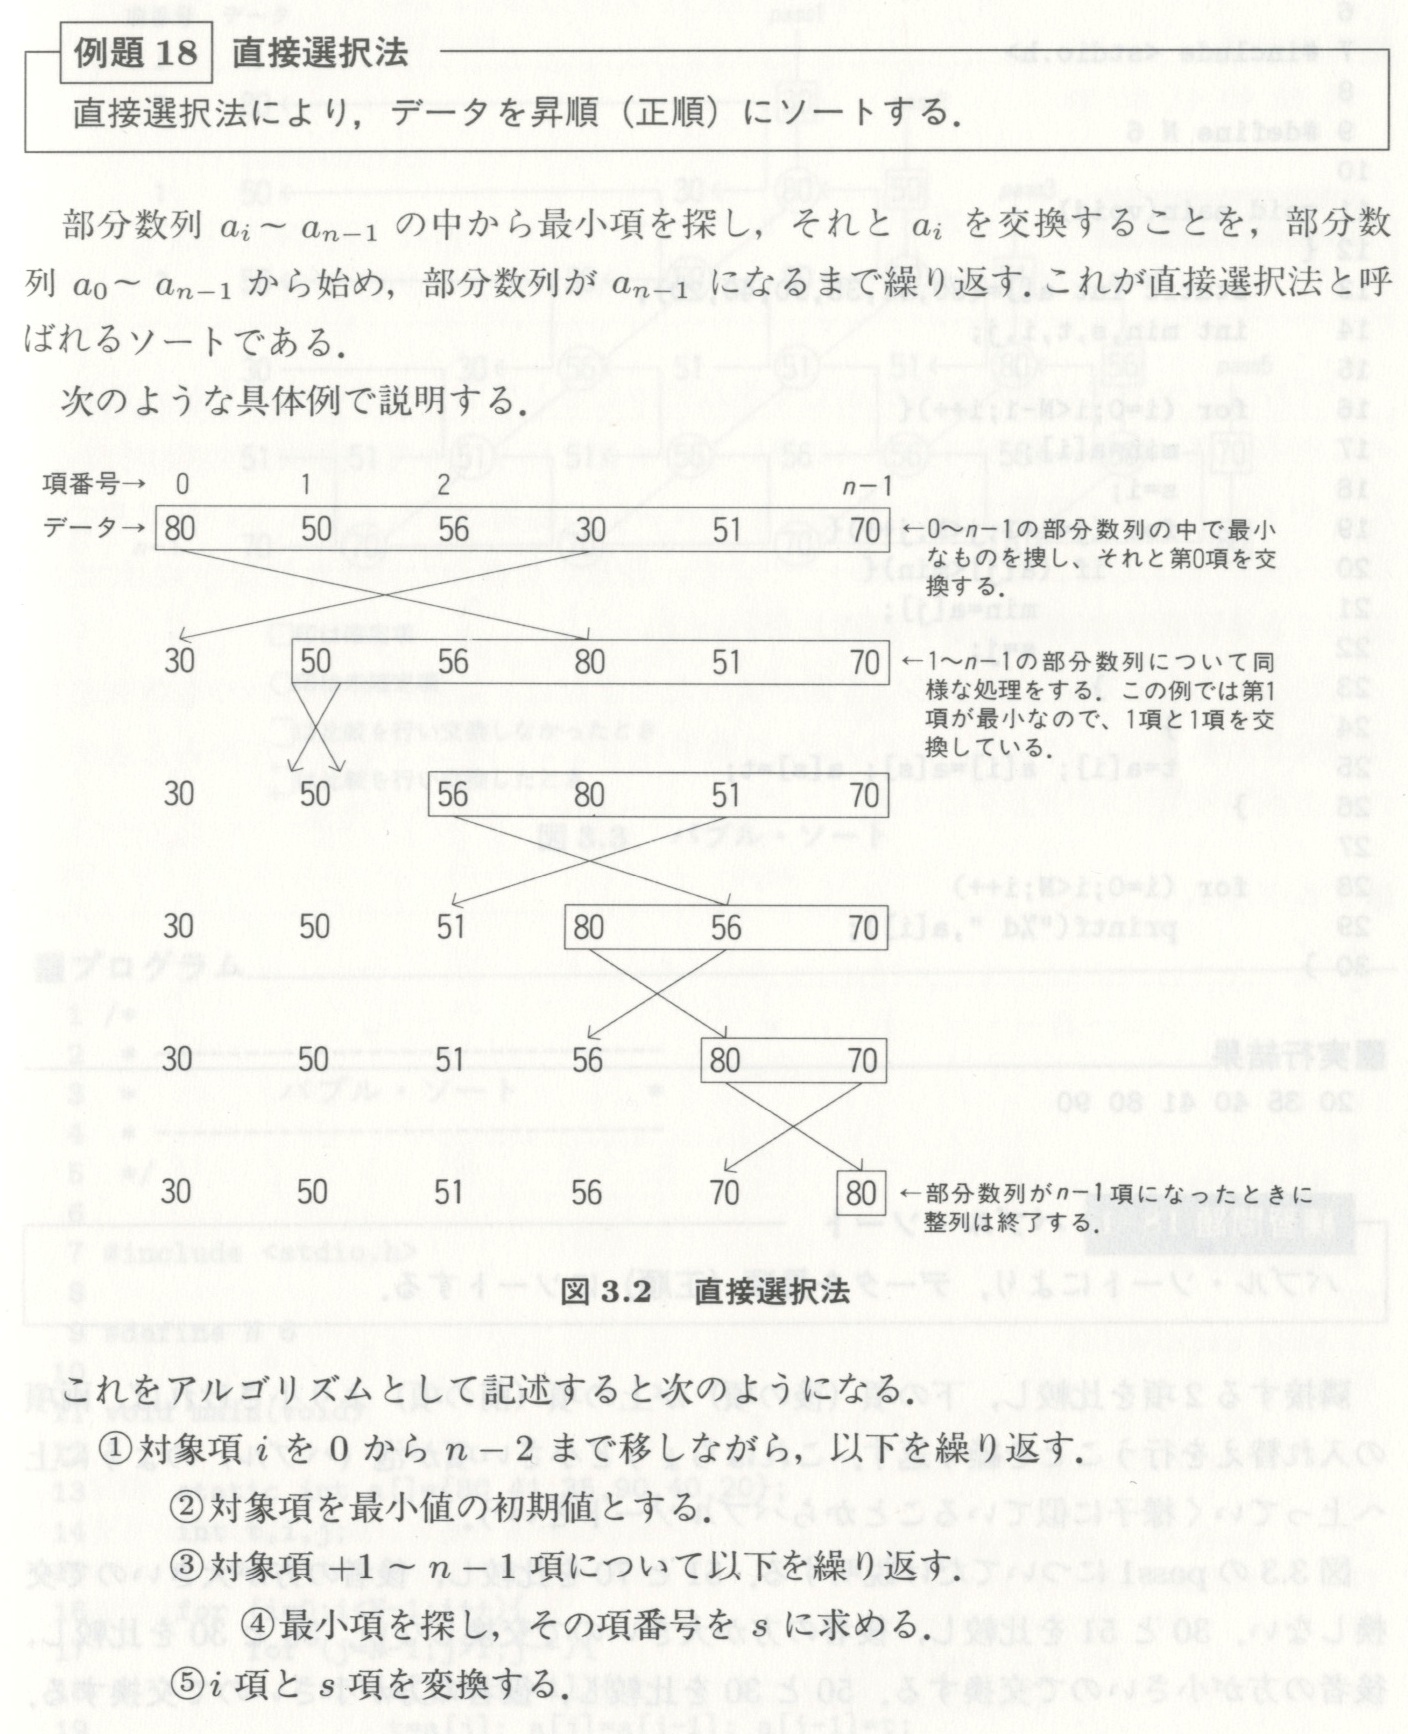 例題 18 直接選択法
直接選択法により，データを昇順（正順）にソートする．
部分数列 aᵢ～aₙ₋₁ の中から最小項を探し，それと aᵢ を交換することを，部分数
列 a₀～aₙ₋₁ から始め，部分数列が aₙ₋₁ になるまで繰り返す．これが直接選択法と呼
ばれるソートである．
次のような具体例で説明する．
項番号→ 0 1 2 n−1
データ→ 80 50 56 30 51 70 ←0～n−1の部分数列の中で最小
なものを捜し、それと第0項を交
換する．
30 50 56 80 51 70 ←1～n−1の部分数列について同
様な処理をする．この例では第1
項が最小なので、1項と1項を交
換している．
30 50 56 80 51 70
30 50 51 80 56 70
30 50 51 56 80 70
30 50 51 56 70 80 ←部分数列がn−1項になったときに
整列は終了する．
図 3.2 直接選択法
これをアルゴリズムとして記述すると次のようになる．
①対象項 i を 0 から n − 2 まで移しながら，以下を繰り返す．
②対象項を最小値の初期値とする．
③対象項 +1 ～ n − 1 項について以下を繰り返す．
④最小項を探し，その項番号を s に求める．
⑤i 項と s 項を変換する．